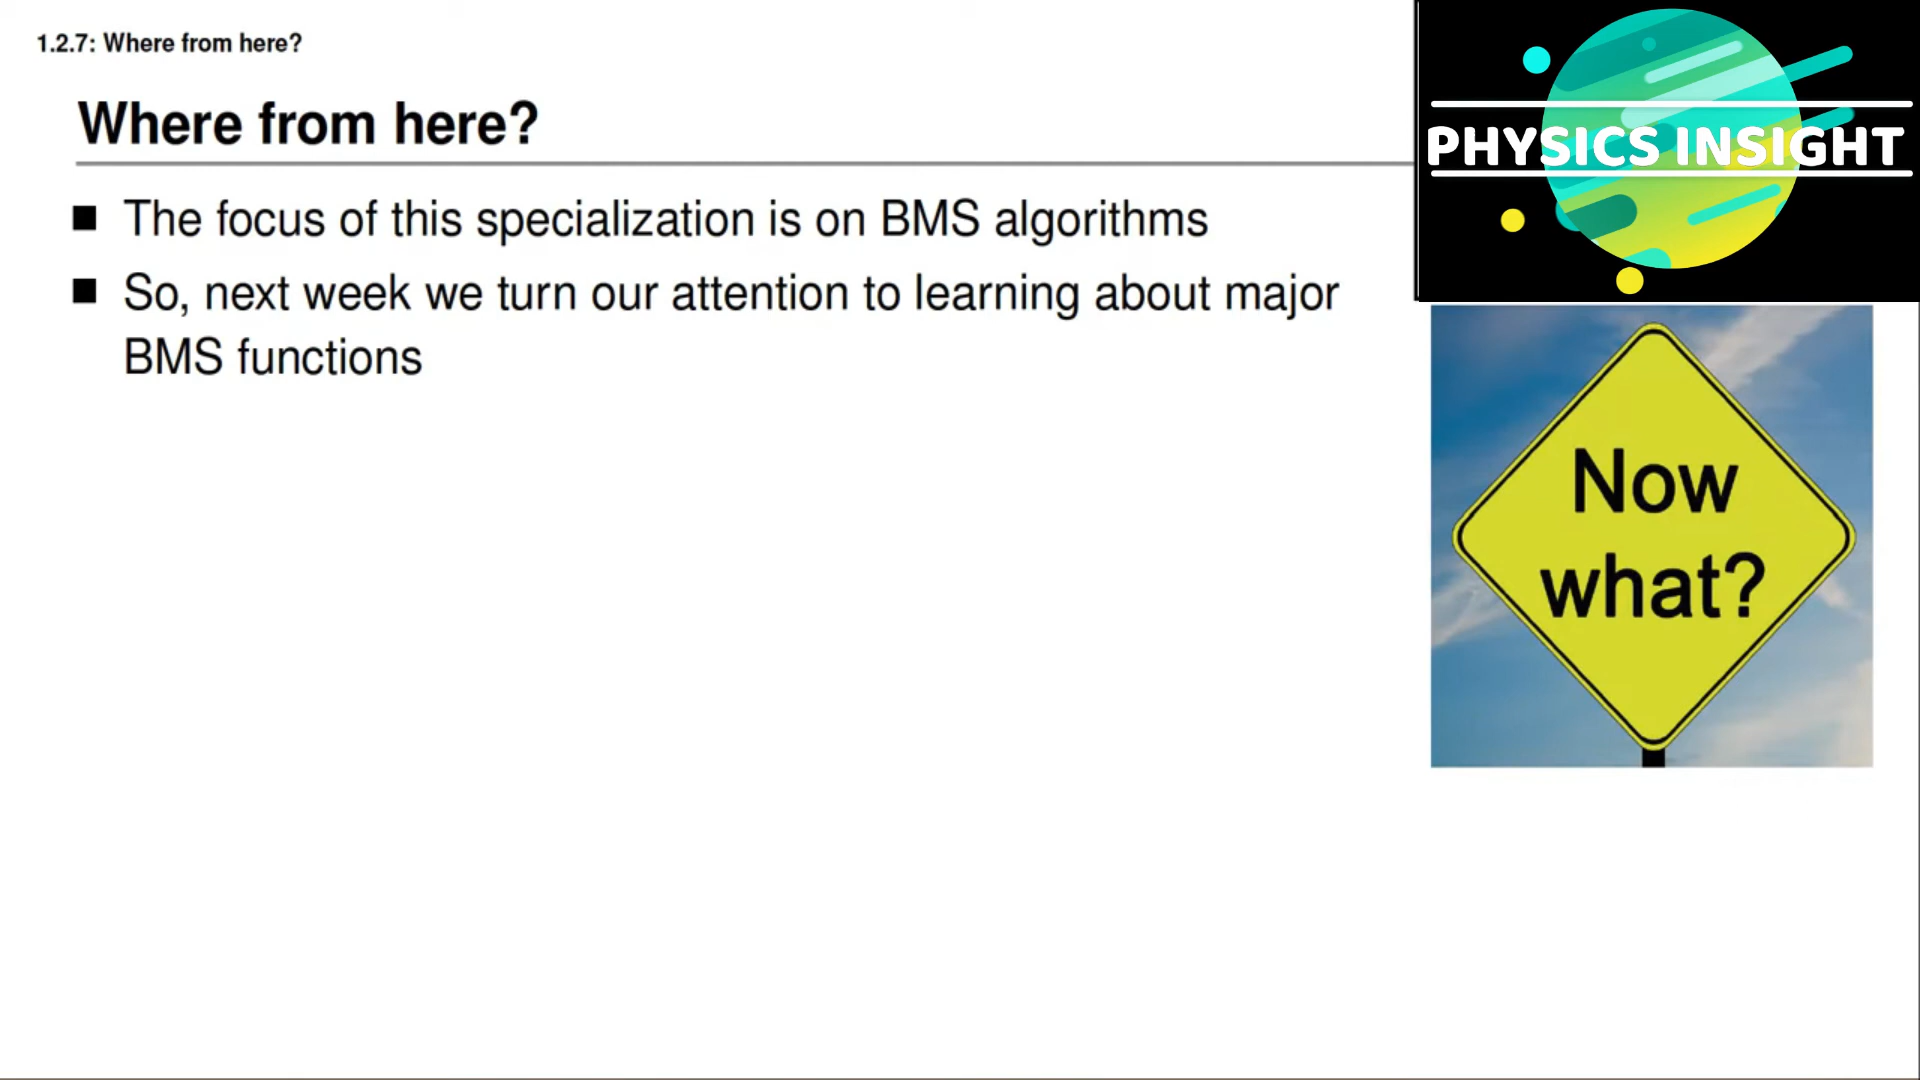 1.2.7: Where from here?
Where from here?
The focus of this specialization is on BMS algorithms
So, next week we turn our attention to learning about major
BMS functions
PHYSICS INSIGHT
Now
what?